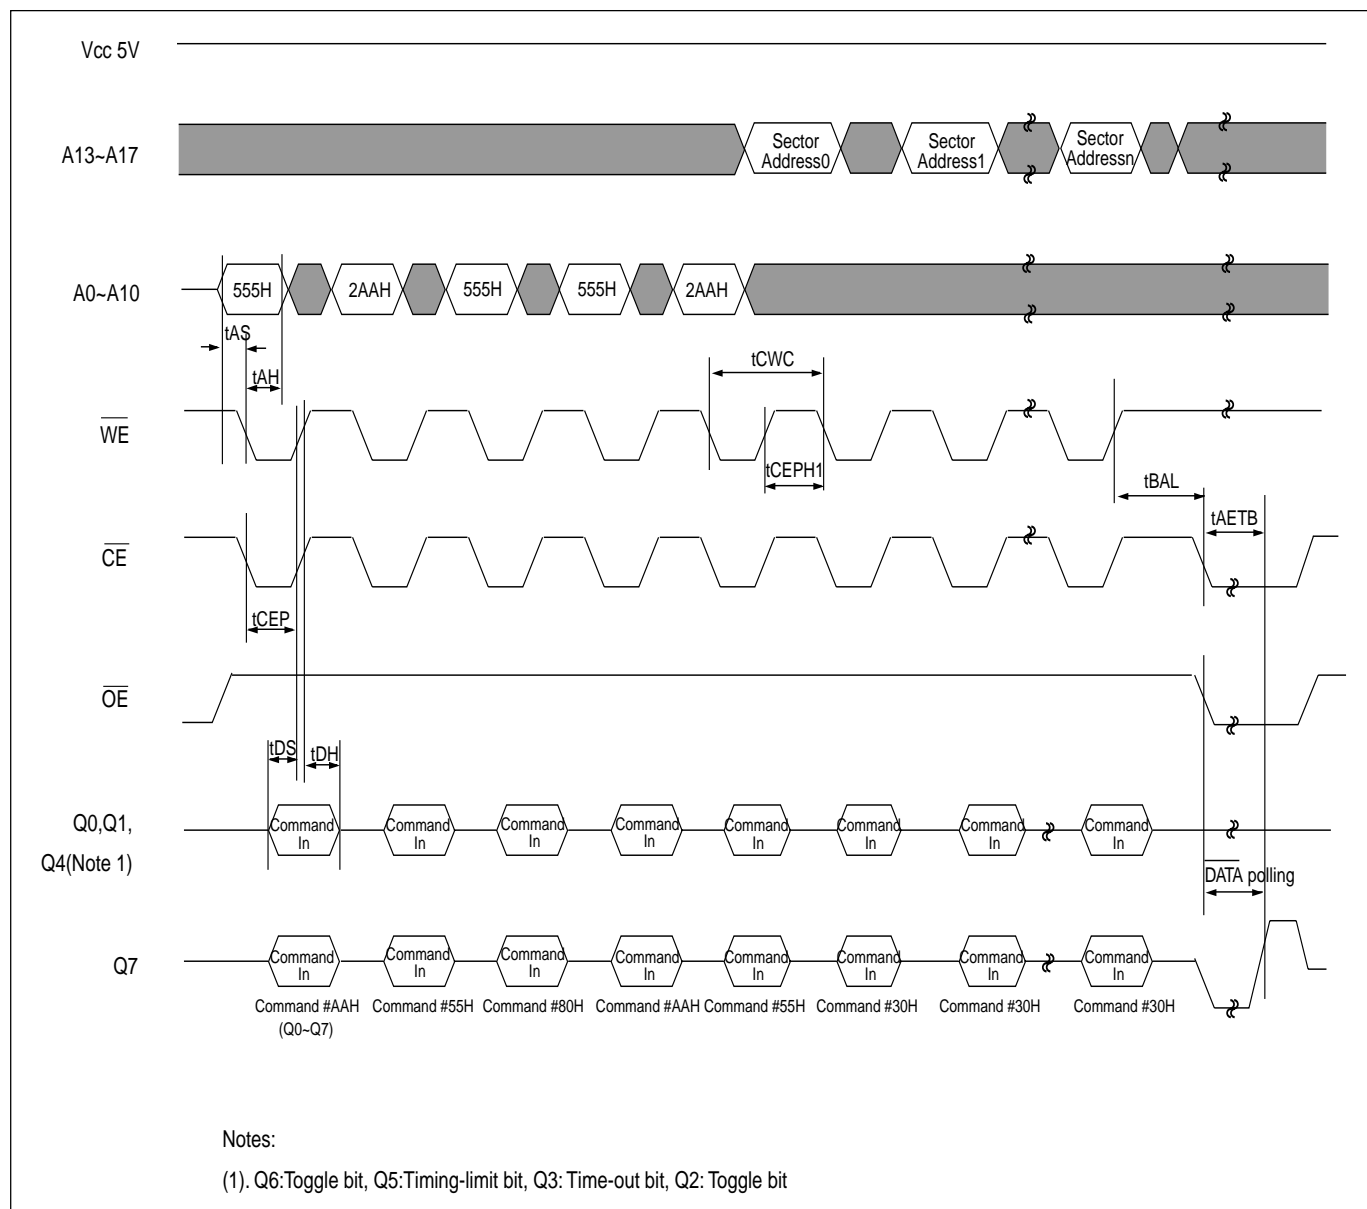 Vcc 5V
A13~A17
Sector Address0
Sector Address1
Sector Addressn
A0~A10
555H
2AAH
555H
555H
2AAH
tAS
tAH
tCWC
WE
tCEPH1
tBAL
tAETB
CE
tCEP
OE
tDS
tDH
Q0,Q1,
Q4(Note 1)
Command In
Command In
Command In
Command In
Command In
Command In
Command In
Command In
DATA polling
Q7
Command In
Command In
Command In
Command In
Command In
Command In
Command In
Command In
Command #AAH
(Q0~Q7)
Command #55H
Command #80H
Command #AAH
Command #55H
Command #30H
Command #30H
Command #30H
Notes:
(1). Q6:Toggle bit, Q5:Timing-limit bit, Q3: Time-out bit, Q2: Toggle bit